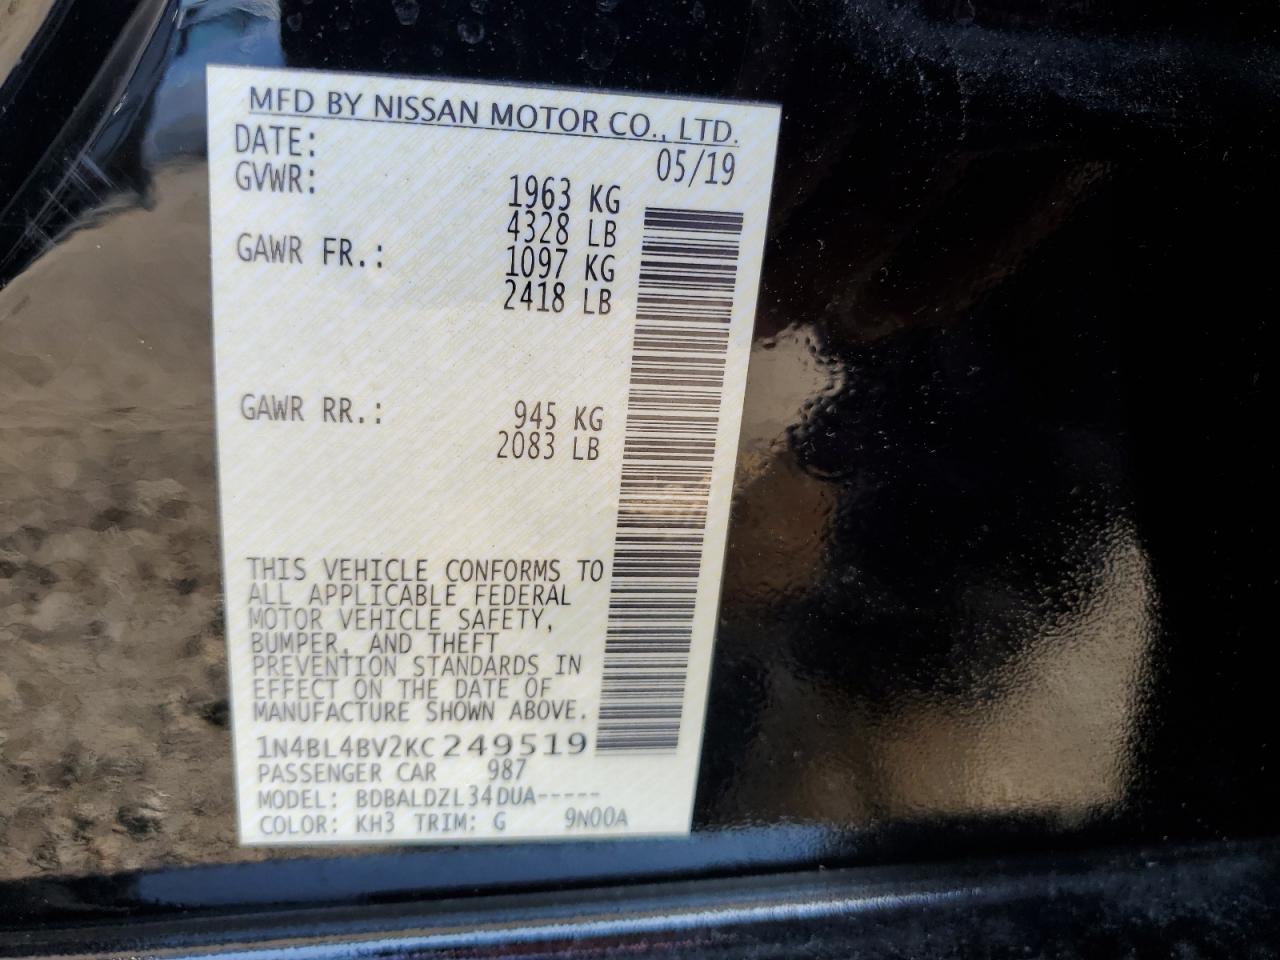 MFD BY NISSAN MOTOR CO., LTD.
DATE: 05/19
GVWR: 1963 KG
4328 LB
GAWR FR.: 1097 KG
2418 LB
GAWR RR.: 945 KG
2083 LB
THIS VEHICLE CONFORMS TO
ALL APPLICABLE FEDERAL
MOTOR VEHICLE SAFETY,
BUMPER, AND THEFT
PREVENTION STANDARDS IN
EFFECT ON THE DATE OF
MANUFACTURE SHOWN ABOVE.
1N4BL4BV2KC249519
PASSENGER CAR 987
MODEL: BDBALDZL34DUA-----
COLOR: KH3 TRIM: G 9N00A